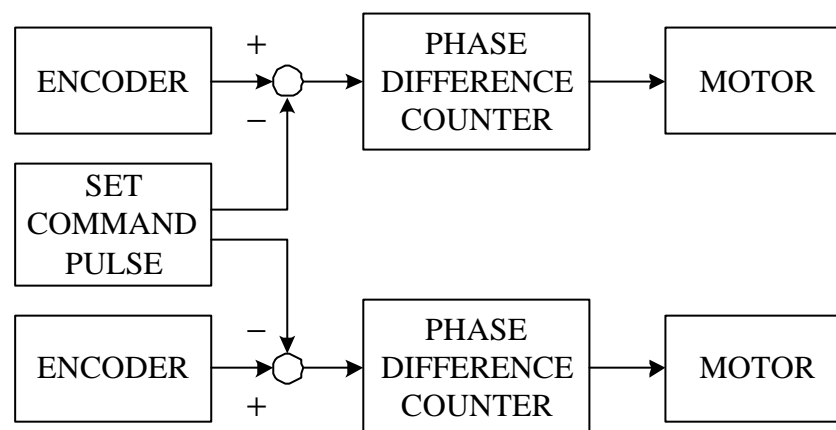 +
PHASE
DIFFERENCE
COUNTER
ENCODER
MOTOR
−
SET
COMMAND
PULSE
−
PHASE
DIFFERENCE
COUNTER
ENCODER
MOTOR
+